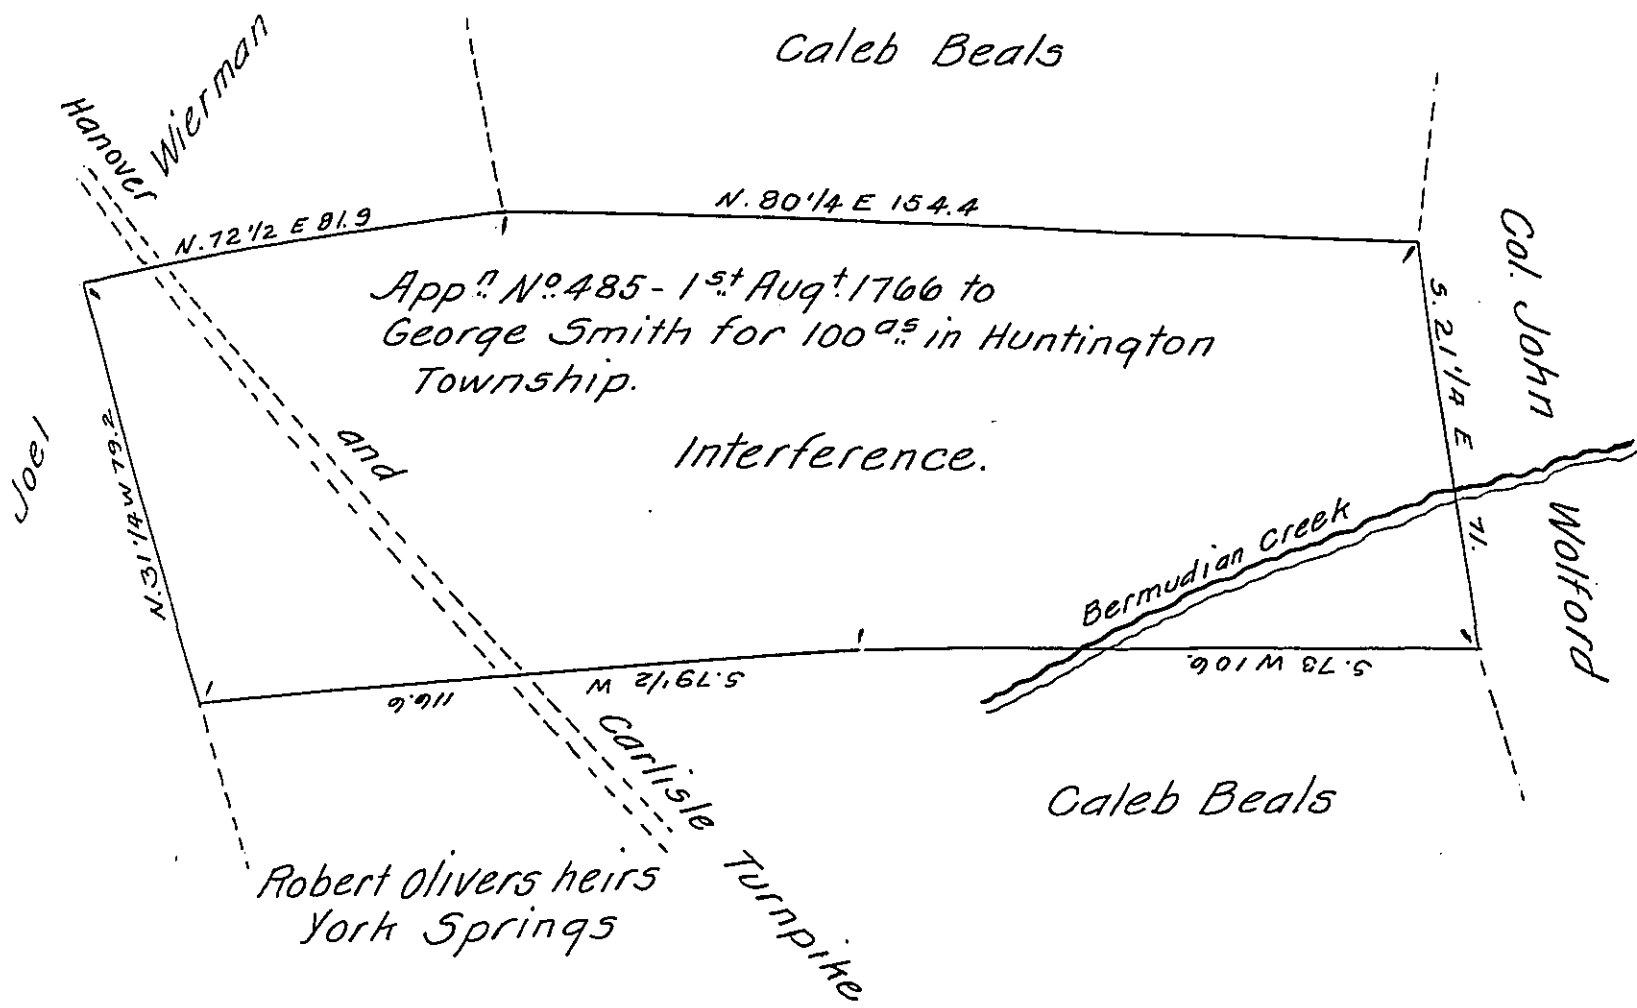 Caleb Beals
Hanover
Wierman
N. 72 1/2 E 81.9
N. 80 1/4 E 154.4
App.n No. 485 - 1st Augt. 1766 to
George Smith for 100 as. in Huntington
Township.
Interference.
S. 21 1/4 E 71.
Col. John
Wolford
Joel
N. 31 1/4 W 79.2
and
Bermudian Creek
S. 79 1/2 W 116.6
S. 78 W 106.
Carlisle Turnpike
Caleb Beals
Robert Olivers heirs
York Springs